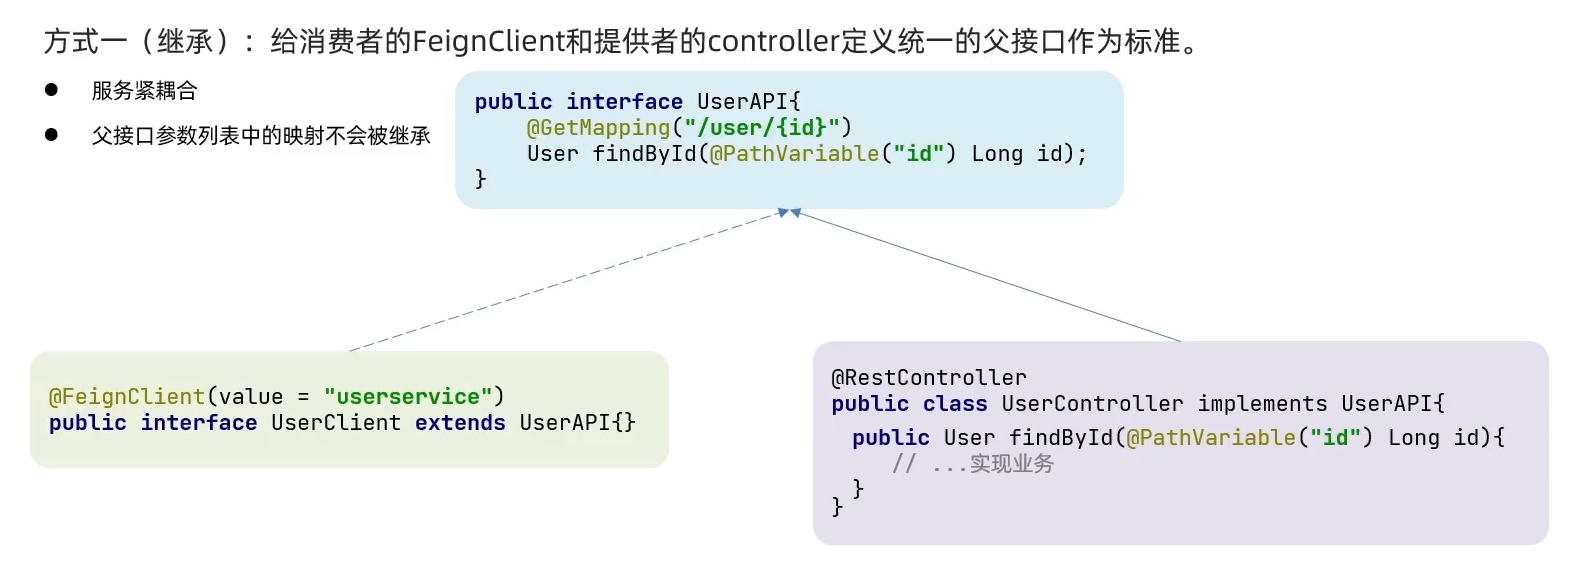 方式一（继承）：给消费者的FeignClient和提供者的controller定义统一的父接口作为标准。
● 服务紧耦合
● 父接口参数列表中的映射不会被继承
public interface UserAPI{
    @GetMapping("/user/{id}")
    User findById(@PathVariable("id") Long id);
}
@FeignClient(value = "userservice")
public interface UserClient extends UserAPI{}
@RestController
public class UserController implements UserAPI{
  public User findById(@PathVariable("id") Long id){
     // ...实现业务
  }
}